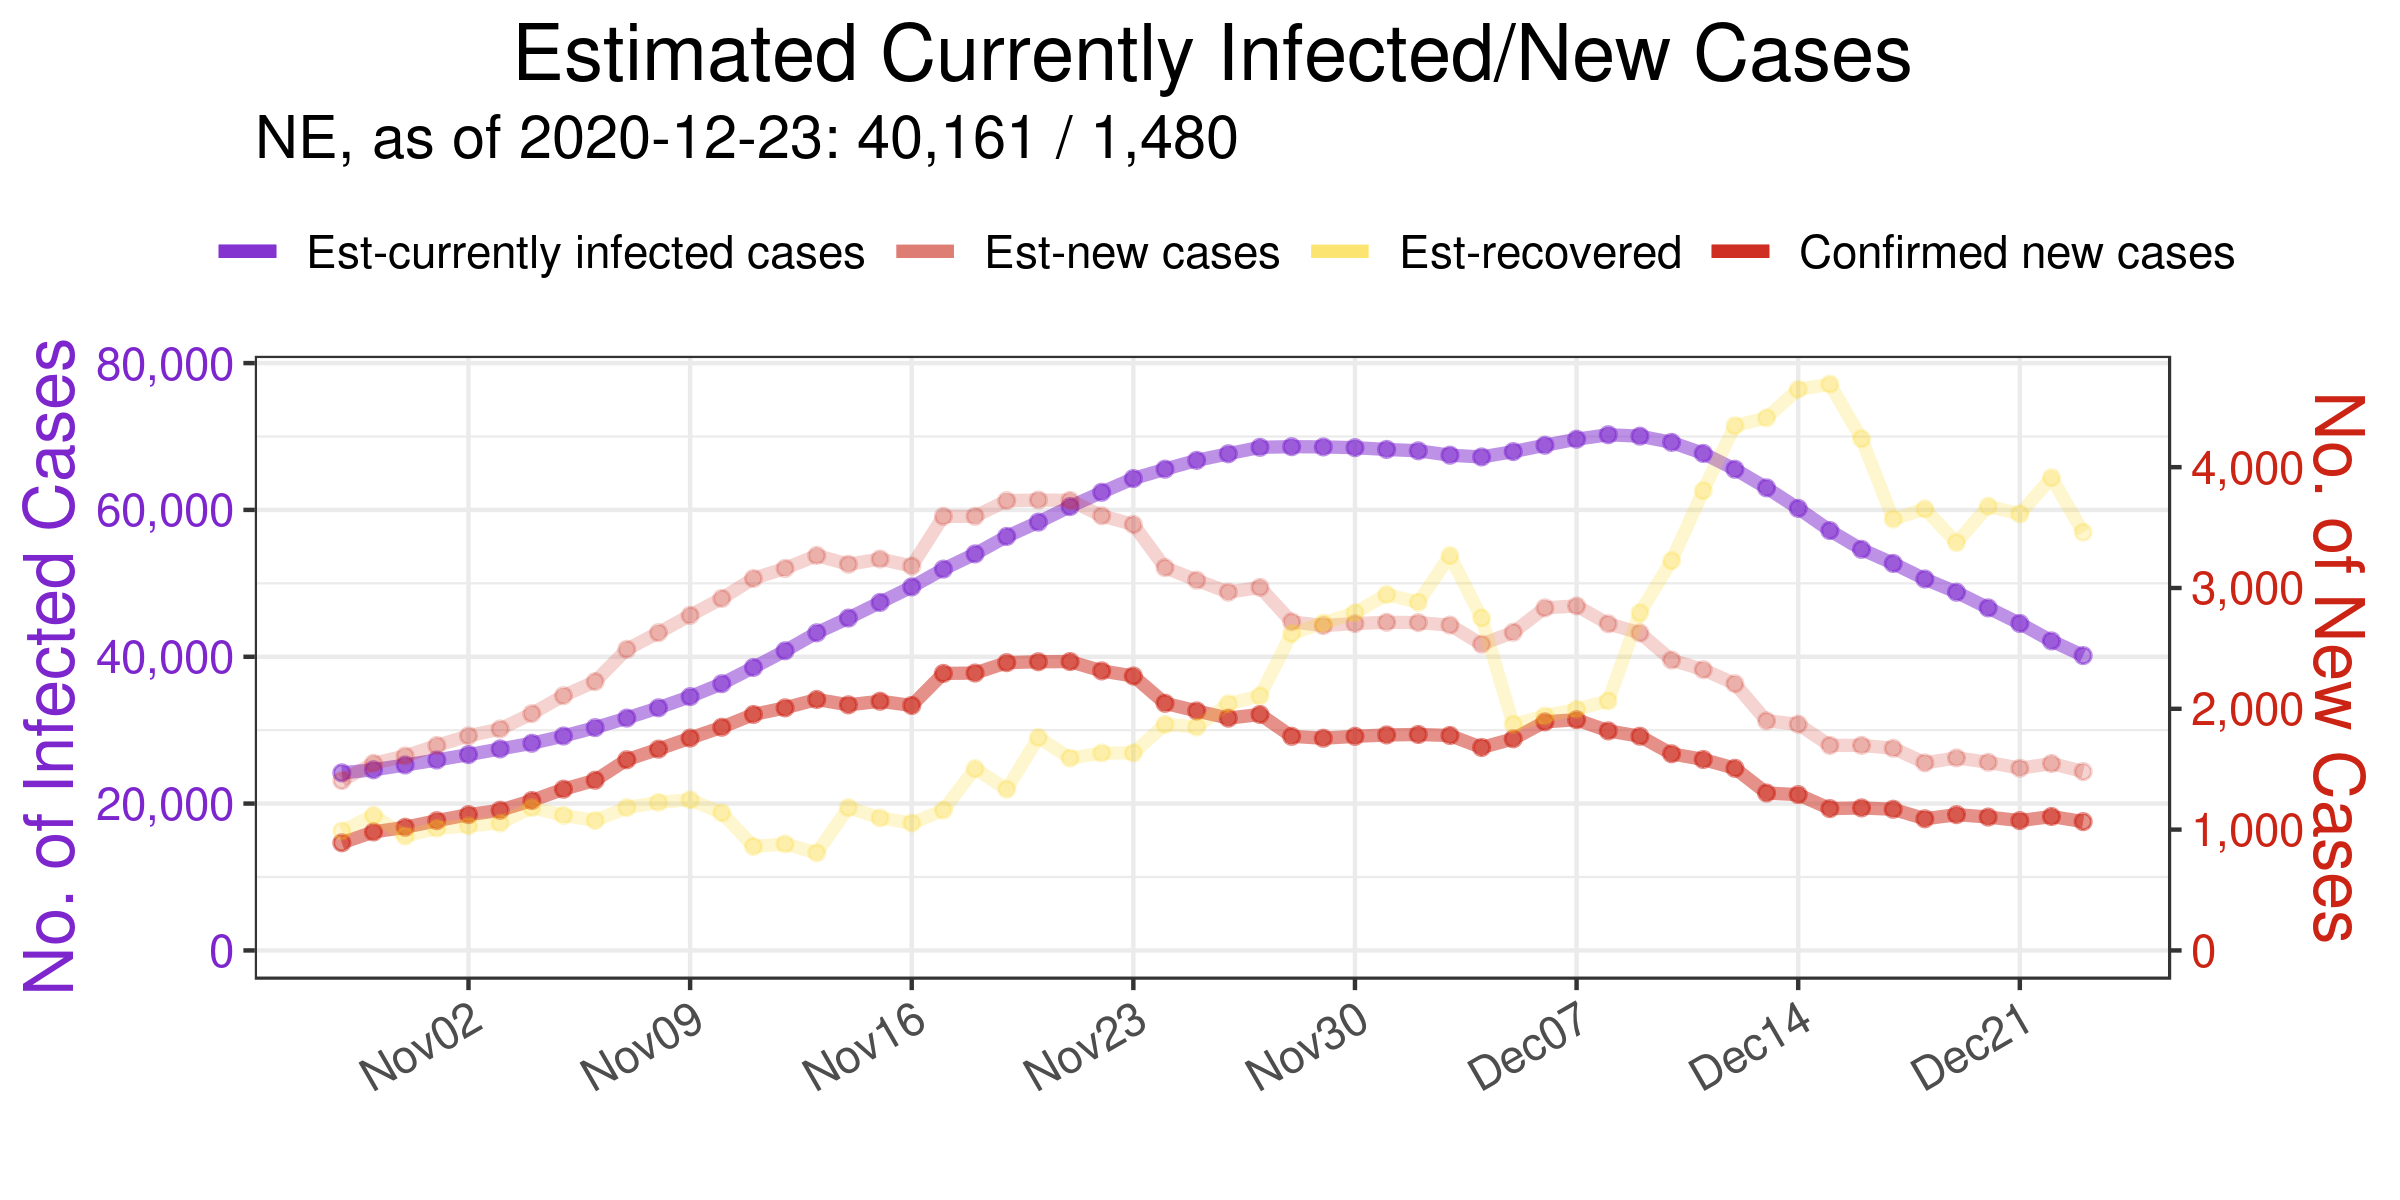 Estimated Currently Infected/New Cases
NE, as of 2020-12-23: 40,161 / 1,480
Est-currently infected cases Est-new cases Est-recovered Confirmed new cases
No. of Infected Cases
80,000
60,000
40,000
20,000
0
4,000
3,000
2,000
1,000
0
No. of New Cases
Nov02 Nov09 Nov16 Nov23 Nov30 Dec07 Dec14 Dec21